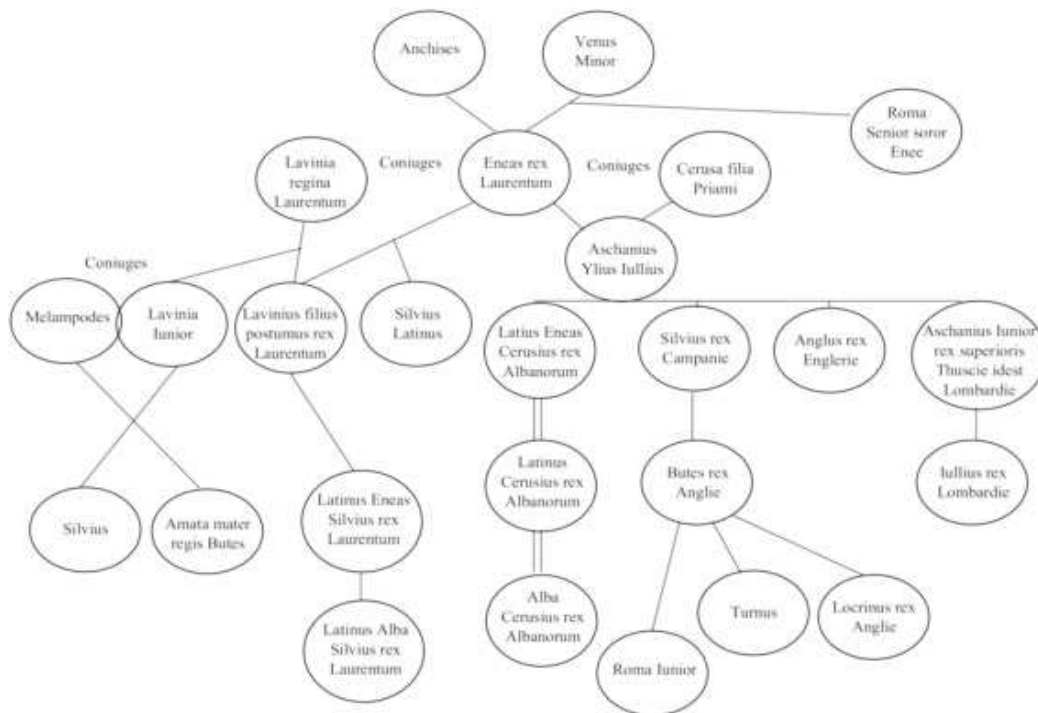 Anchises
Venus
Minor
Roma
Senior soror
Enee
Lavinia
regina
Laurentum
Coniuges
Eneas rex
Laurentum
Coniuges
Cerusa filia
Priami
Aschanius
Ylius Iullius
Coniuges
Melampodes
Lavinia
Iunior
Lavinius filius
postumus rex
Laurentum
Silvius
Latinus
Latius Eneas
Cerusius rex
Albanorum
Silvius rex
Campanie
Anglus rex
Englerie
Aschanius Iunior
rex superioris
Thuscie idest
Lombardie
Silvius
Amata mater
regis Butes
Latinus Eneas
Silvius rex
Laurentum
Latinus
Cerusius rex
Albanorum
Butes rex
Anglie
Iullius rex
Lombardie
Latinus Alba
Silvius rex
Laurentum
Alba
Cerusius rex
Albanorum
Roma Iunior
Turnus
Locrinus rex
Anglie